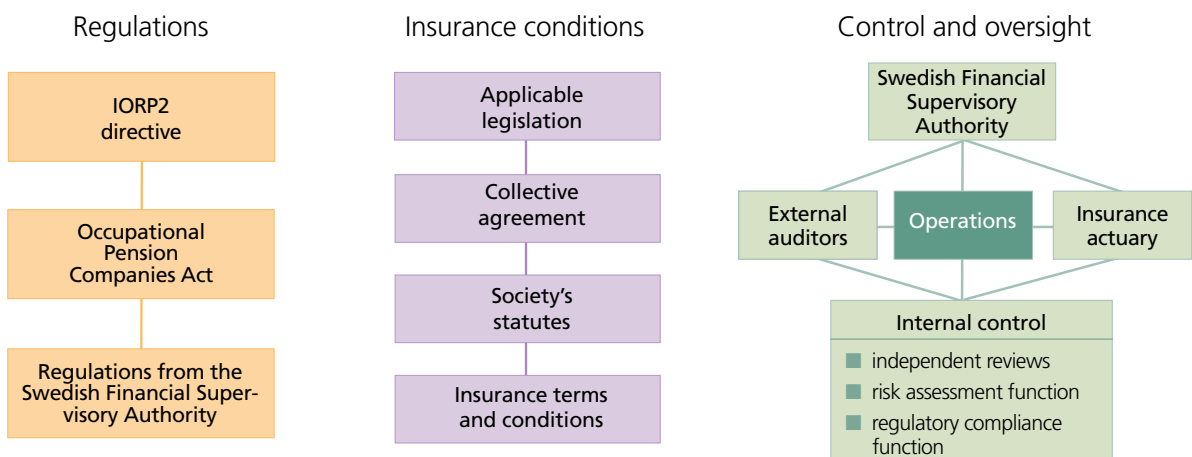 Regulations
IORP2
directive
Occupational
Pension
Companies Act
Regulations from the
Swedish Financial Super-
visory Authority
Insurance conditions
Applicable
legislation
Collective
agreement
Society's
statutes
Insurance terms
and conditions
Control and oversight
Swedish Financial
Supervisory
Authority
External
auditors
Operations
Insurance
actuary
Internal control
independent reviews
risk assessment function
regulatory compliance
function